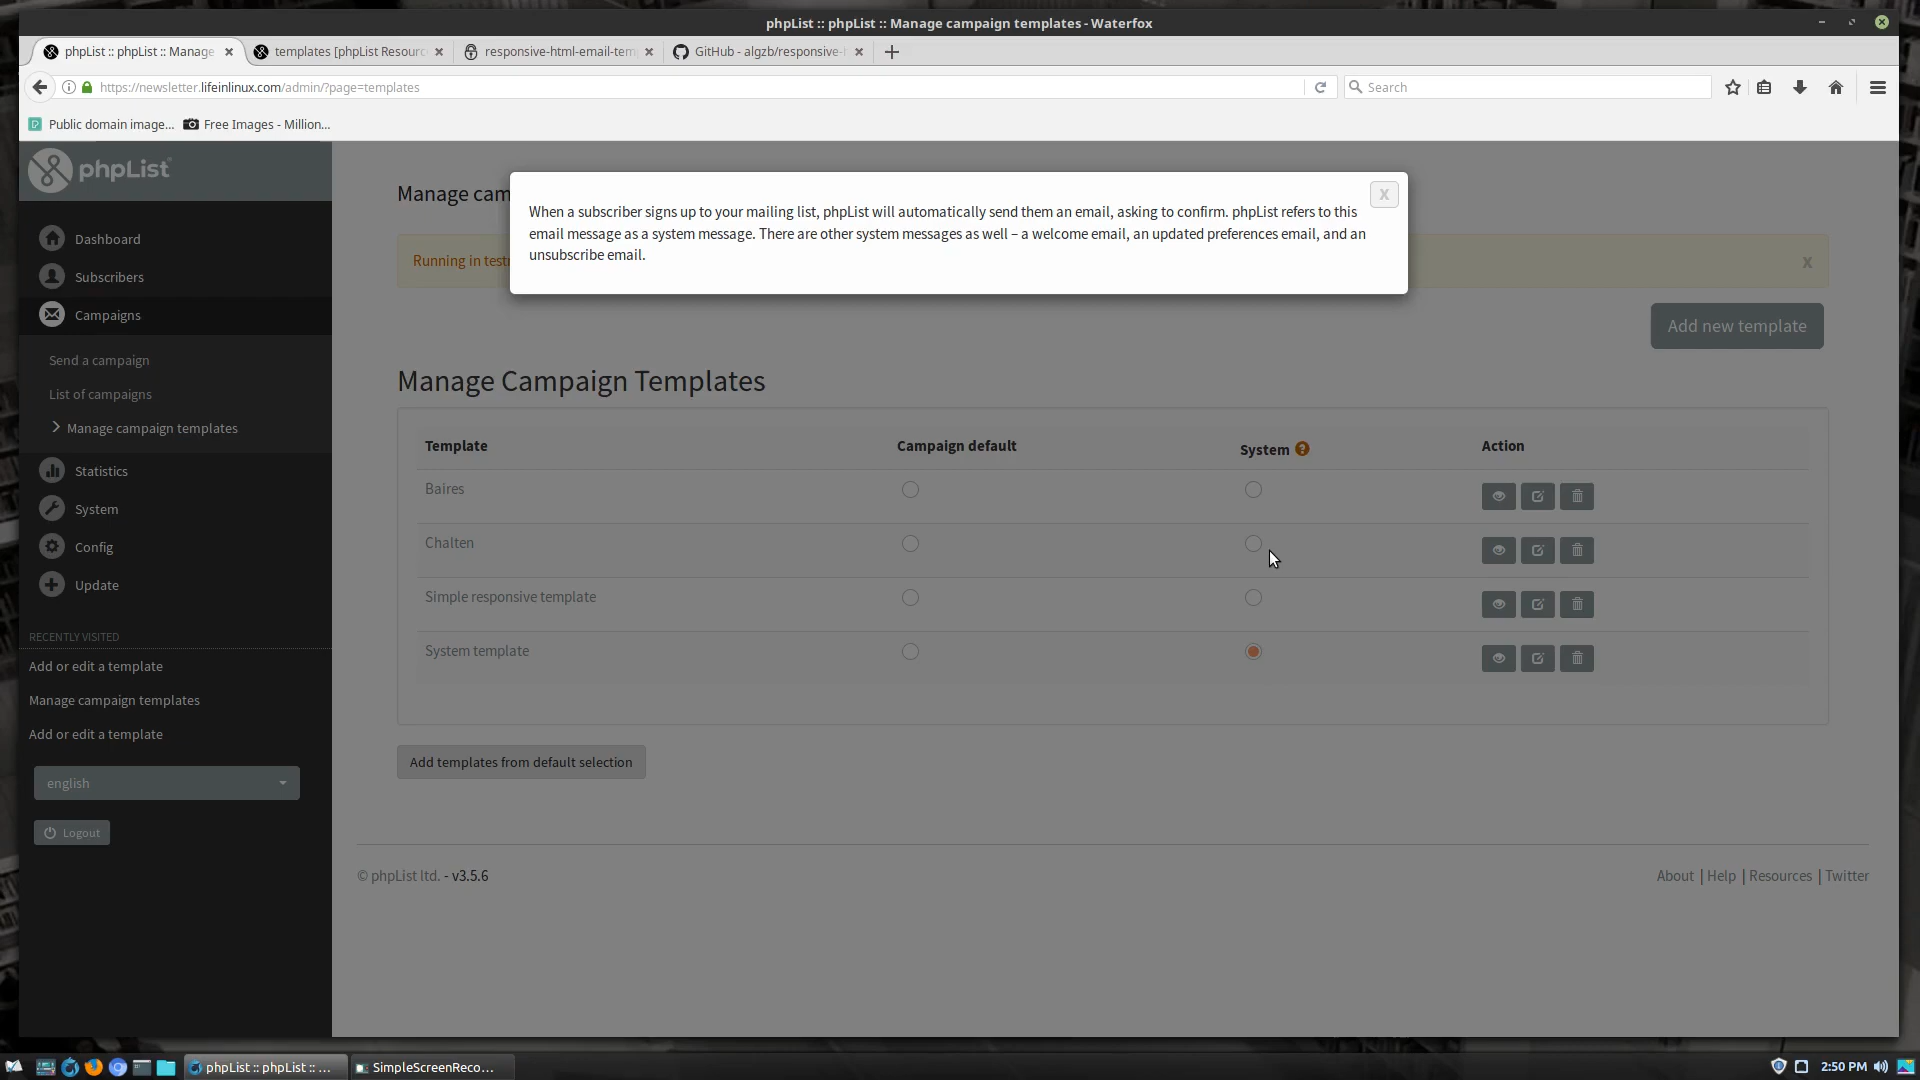 phpList :: phpList :: Manage campaign templates - Waterfox
phpList :: phpList :: Manage
templates [phpList Resour
responsive-html-email-tem
GitHub - algzb/responsive-
https://newsletter.lifeinlinux.com/admin/?page=templates
Search
Public domain image...
Free Images - Million...
phpList
Manage cam
X
When a subscriber signs up to your mailing list, phpList will automatically send them an email, asking to confirm. phpList refers to this
email message as a system message. There are other system messages as well – a welcome email, an updated preferences email, and an
unsubscribe email.
Running in test
X
Dashboard
Subscribers
Campaigns
Send a campaign
List of campaigns
Manage campaign templates
Statistics
System
Config
Update
RECENTLY VISITED
Add or edit a template
Manage campaign templates
Add or edit a template
english
Logout
Add new template
Manage Campaign Templates
Template Campaign default System ? Action
Baires
Chalten
Simple responsive template
System template
Add templates from default selection
© phpList ltd. - v3.5.6
About | Help | Resources | Twitter
phpList :: phpList :: ...
SimpleScreenReco...
2:50 PM